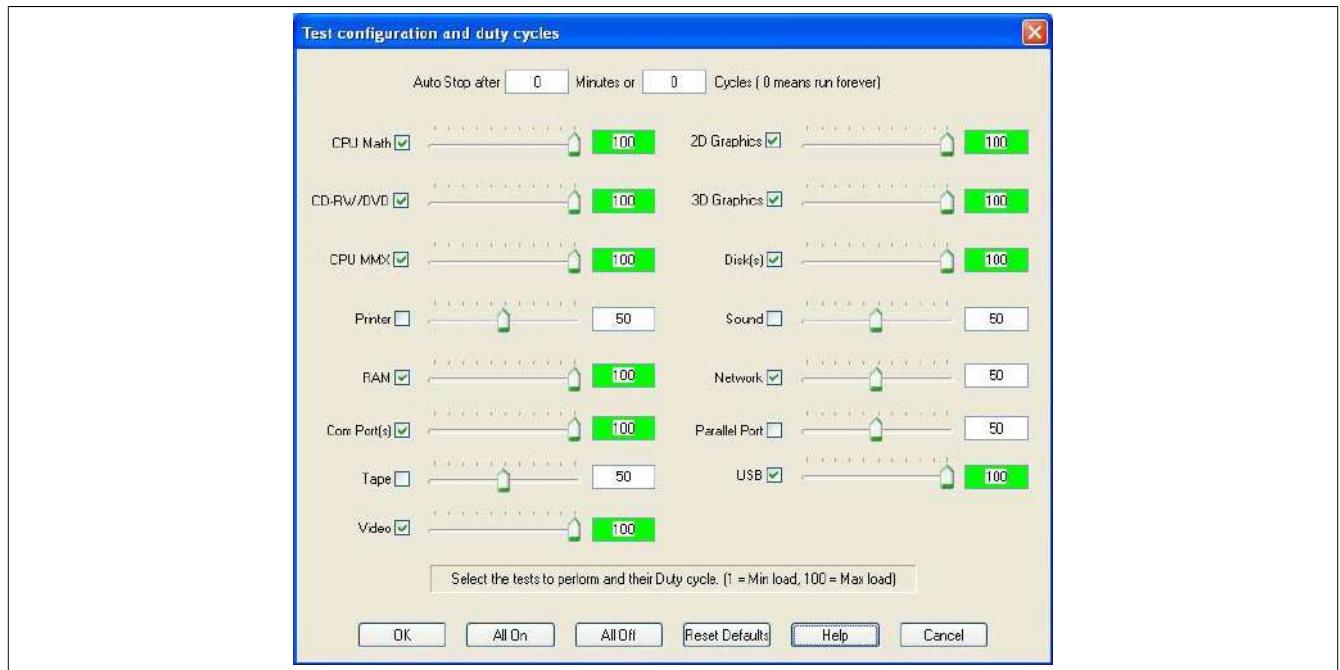 Test configuration and duty cycles
Auto Stop after 0 Minutes or 0 Cycles ( 0 means run forever)
CPU Math 100 2D Graphics 100
CD-RW/DVD 100 3D Graphics 100
CPU MMX 100 Disk(s) 100
Printer 50 Sound 50
RAM 100 Network 50
Com Port(s) 100 Parallel Port 50
Tape 50 USB 100
Video 100
Select the tests to perform and their Duty cycle. (1 = Min load, 100 = Max load)
OK All On All Off Reset Defaults Help Cancel